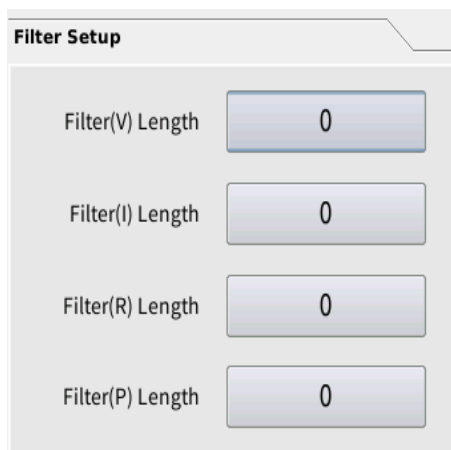 Filter Setup
Filter(V) Length 0
Filter(I) Length 0
Filter(R) Length 0
Filter(P) Length 0